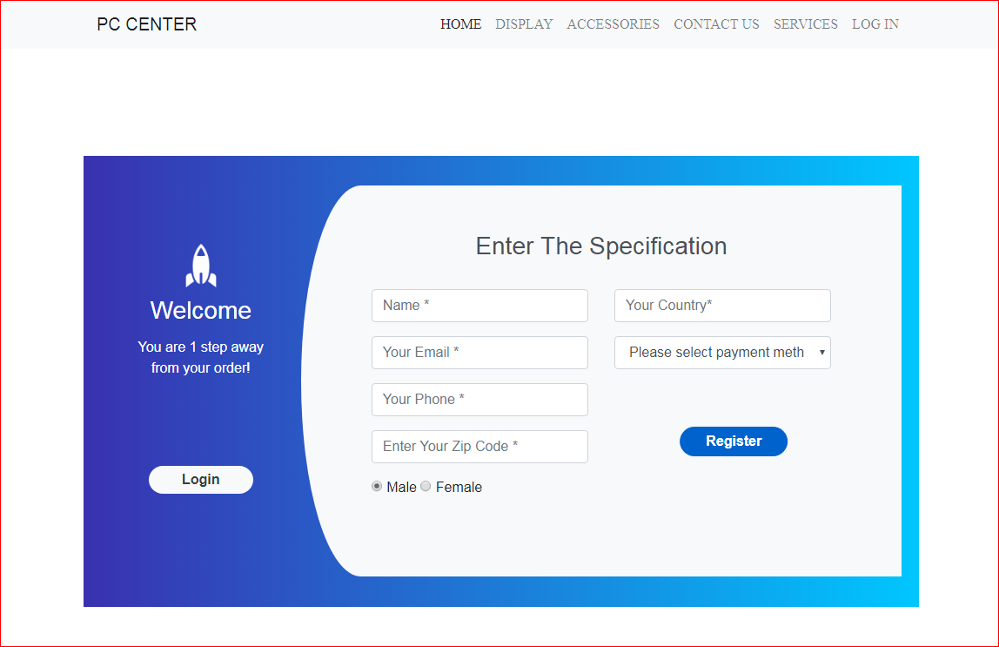 PC CENTER
HOME DISPLAY ACCESSORIES CONTACT US SERVICES LOG IN
Welcome
You are 1 step away
from your order!
Login
Enter The Specification
Name *
Your Email *
Your Phone *
Enter Your Zip Code *
Male Female
Your Country*
Please select payment meth
Register